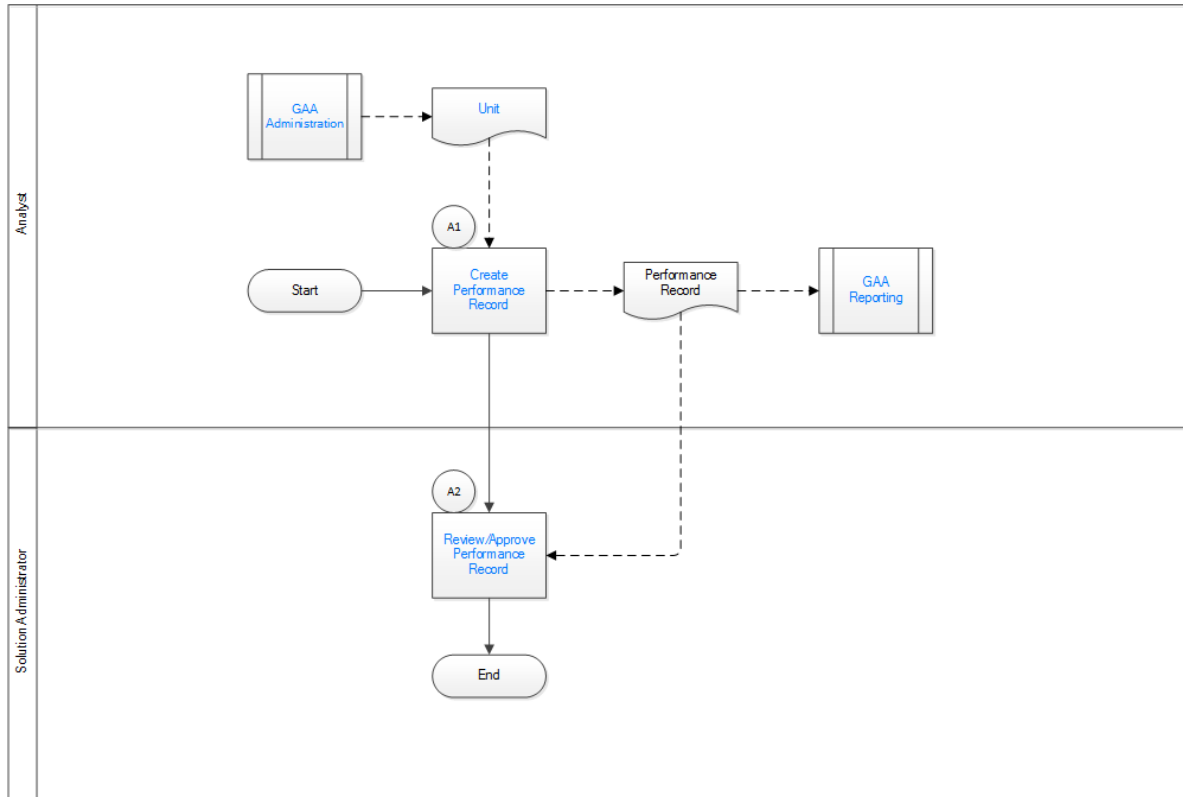 Analyst
GAA
Administration
Unit
A1
Start
Create
Performance
Record
Performance
Record
GAA
Reporting
Solution Administrator
A2
Review/Approve
Performance
Record
End